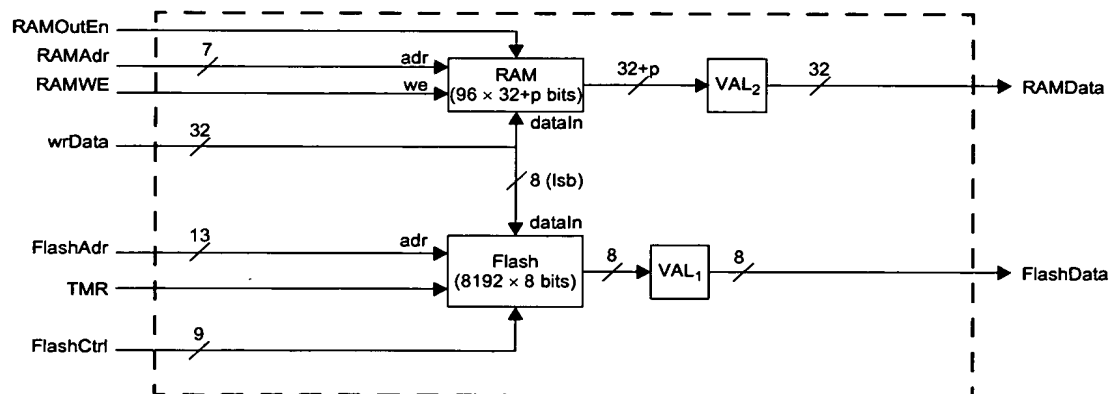 RAMOutEn
RAMAdr
7
adr
RAMWE
we
RAM
(96 × 32+p bits)
32+p
VAL2
32
RAMData
dataIn
wrData
32
8 (lsb)
dataIn
FlashAdr
13
adr
Flash
(8192 × 8 bits)
8
VAL1
8
FlashData
TMR
FlashCtrl
9